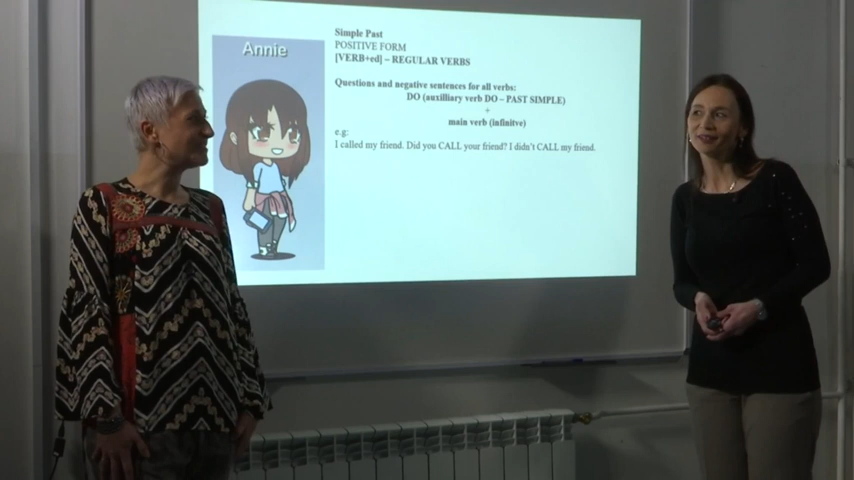 Annie
Simple Past
POSITIVE FORM
[VERB+ed] – REGULAR VERBS
Questions and negative sentences for all verbs:
DO (auxilliary verb DO – PAST SIMPLE)
+
main verb (infinitve)
e.g:
I called my friend. Did you CALL your friend? I didn't CALL my friend.